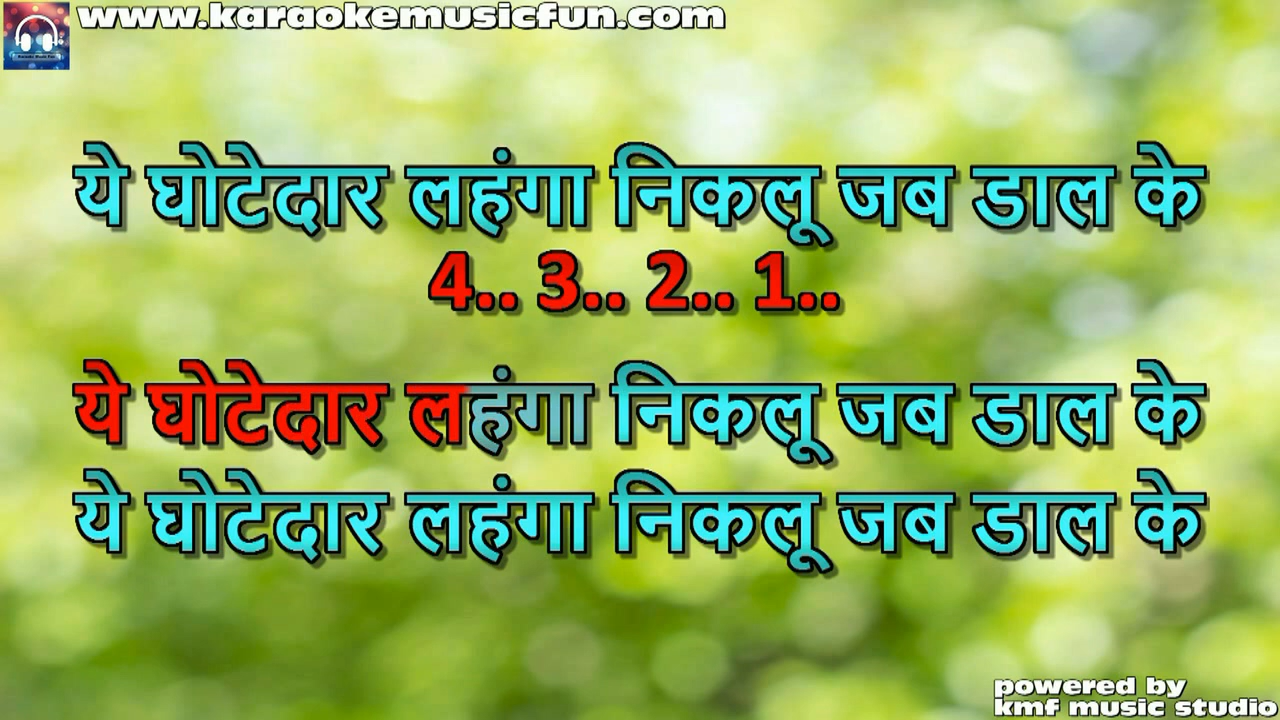 www.karaokemusicfun.com
ये घोटेदार लहंगा निकलू जब डाल के
4.. 3.. 2.. 1..
ये घोटेदार लहंगा निकलू जब डाल के
ये घोटेदार लहंगा निकलू जब डाल के
powered by
kmf music studio